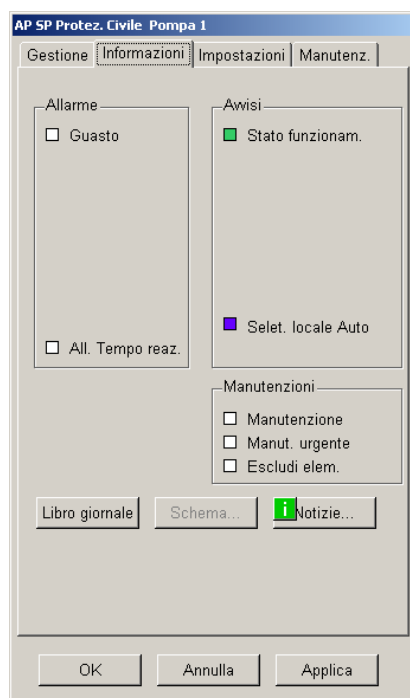 AP SP Protez. Civile Pompa 1
Gestione Informazioni Impostazioni Manutenz.
Allarme
Guasto
All. Tempo reaz.
Avvisi
Stato funzionam.
Selet. locale Auto
Manutenzioni
Manutenzione
Manut. urgente
Escludi elem.
Libro giornale Schema... i Notizie...
OK Annulla Applica